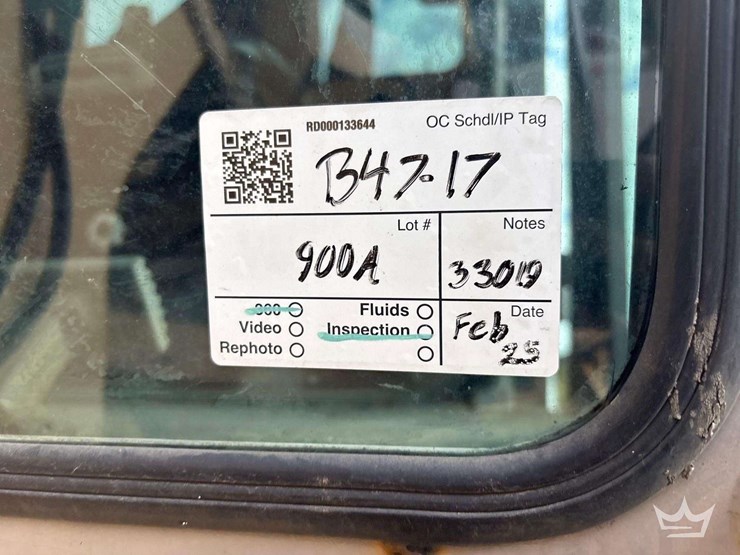 RD000133644 OC Schdl/IP Tag
B47-17
Lot # Notes
900A 33019
360 Fluids Date
Video Inspection Feb
Rephoto 25